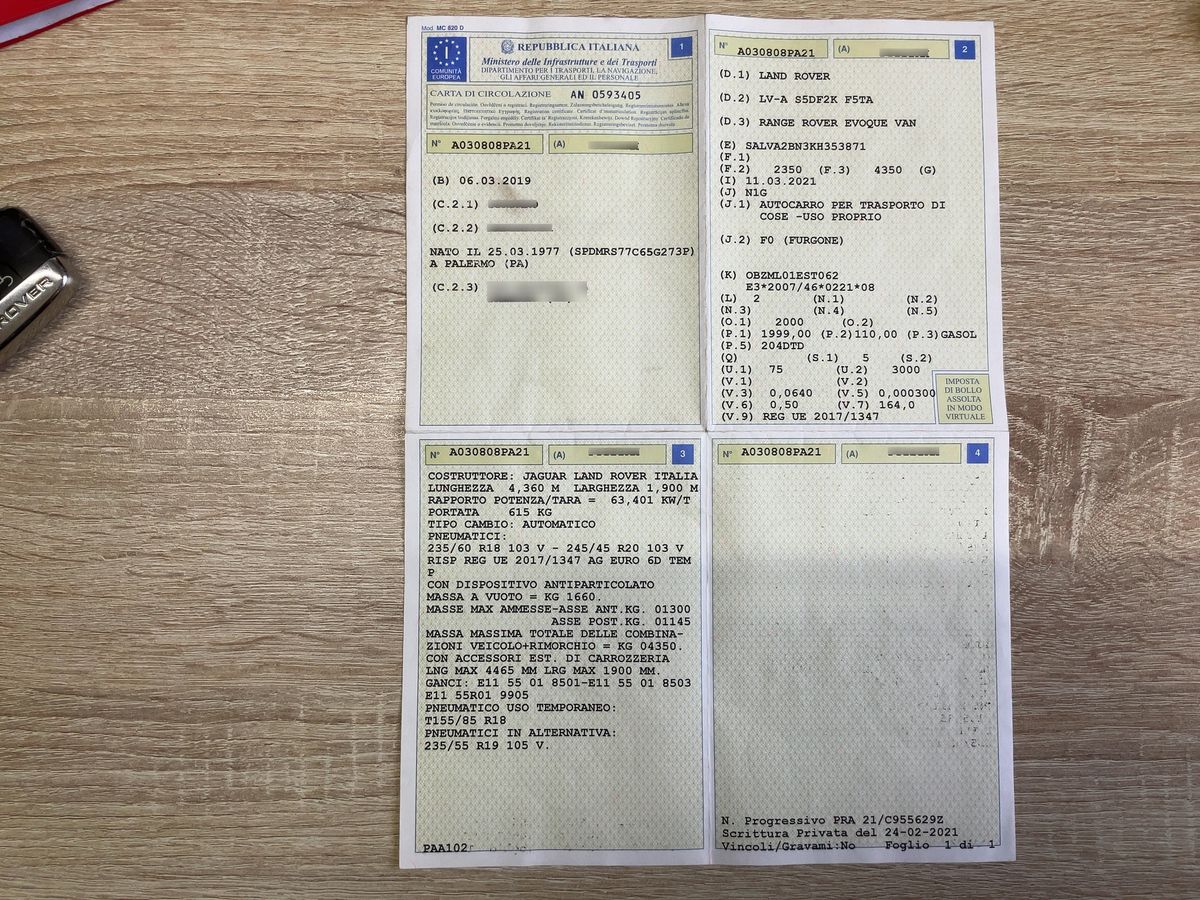 Mod. MC 820 D
REPUBBLICA ITALIANA
1
Ministero delle Infrastrutture e dei Trasporti
DIPARTIMENTO PER I TRASPORTI, LA NAVIGAZIONE,
GLI AFFARI GENERALI ED IL PERSONALE
I
COMUNITÀ
EUROPEA
CARTA DI CIRCOLAZIONE AN 0593405
N° A030808PA21 (A)
(B) 06.03.2019
(C.2.1)
(C.2.2)
NATO IL 25.03.1977 (SPDMRS77C65G273P)
A PALERMO (PA)
(C.2.3)
N° A030808PA21 (A) 2
(D.1) LAND ROVER
(D.2) LV-A S5DF2K F5TA
(D.3) RANGE ROVER EVOQUE VAN
(E) SALVA2BN3KH353871
(F.1)
(F.2) 2350 (F.3) 4350 (G)
(I) 11.03.2021
(J) N1G
(J.1) AUTOCARRO PER TRASPORTO DI
COSE -USO PROPRIO
(J.2) F0 (FURGONE)
(K) OBZML01EST062
E3*2007/46*0221*08
(L) 2 (N.1) (N.2)
(N.3) (N.4) (N.5)
(O.1) 2000 (O.2)
(P.1) 1999,00 (P.2)110,00 (P.3)GASOL
(P.5) 204DTD
(Q) (S.1) 5 (S.2)
(U.1) 75 (U.2) 3000
(V.1) (V.2)
(V.3) 0,0640 (V.5) 0,000300
(V.6) 0,50 (V.7) 164,0
(V.9) REG UE 2017/1347
IMPOSTA
DI BOLLO
ASSOLTA
IN MODO
VIRTUALE
N° A030808PA21 (A) 3
COSTRUTTORE: JAGUAR LAND ROVER ITALIA
LUNGHEZZA 4,360 M LARGHEZZA 1,900 M
RAPPORTO POTENZA/TARA = 63,401 KW/T
PORTATA 615 KG
TIPO CAMBIO: AUTOMATICO
PNEUMATICI:
235/60 R18 103 V - 245/45 R20 103 V
RISP REG UE 2017/1347 AG EURO 6D TEM
P
CON DISPOSITIVO ANTIPARTICOLATO
MASSA A VUOTO = KG 1660.
MASSE MAX AMMESSE-ASSE ANT.KG. 01300
ASSE POST.KG. 01145
MASSA MASSIMA TOTALE DELLE COMBINA-
ZIONI VEICOLO+RIMORCHIO = KG 04350.
CON ACCESSORI EST. DI CARROZZERIA
LNG MAX 4465 MM LRG MAX 1900 MM.
GANCI: E11 55 01 8501-E11 55 01 8503
E11 55R01 9905
PNEUMATICO USO TEMPORANEO:
T155/85 R18
PNEUMATICI IN ALTERNATIVA:
235/55 R19 105 V.
PAA102
N° A030808PA21 (A) 4
N. Progressivo PRA 21/C955629Z
Scrittura Privata del 24-02-2021
Vincoli/Gravami:No Foglio 1 di 1
ROVER